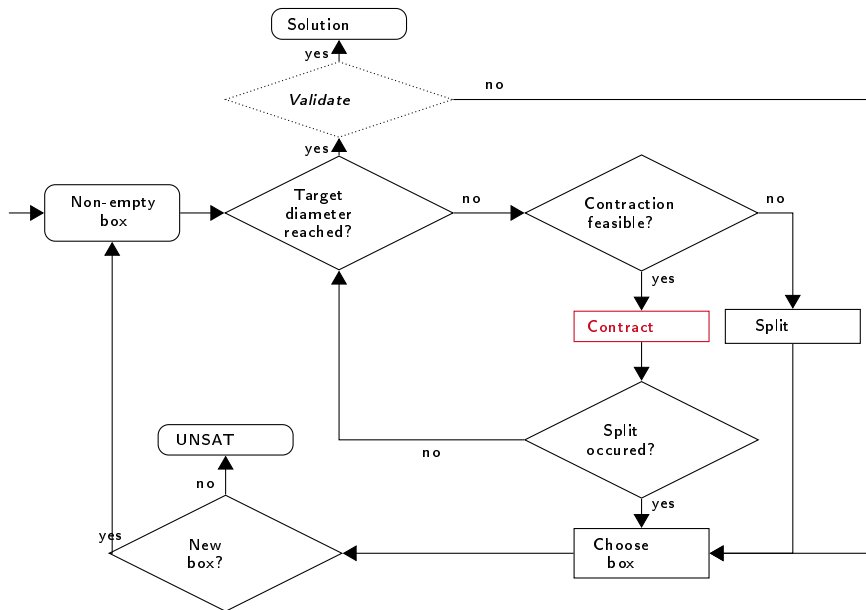 Solution
yes
Validate
no
yes
Non-empty
box
Target
diameter
reached?
no
Contraction
feasible?
no
yes
Contract
Split
Split
occured?
no
UNSAT
no
yes
yes
New
box?
Choose
box